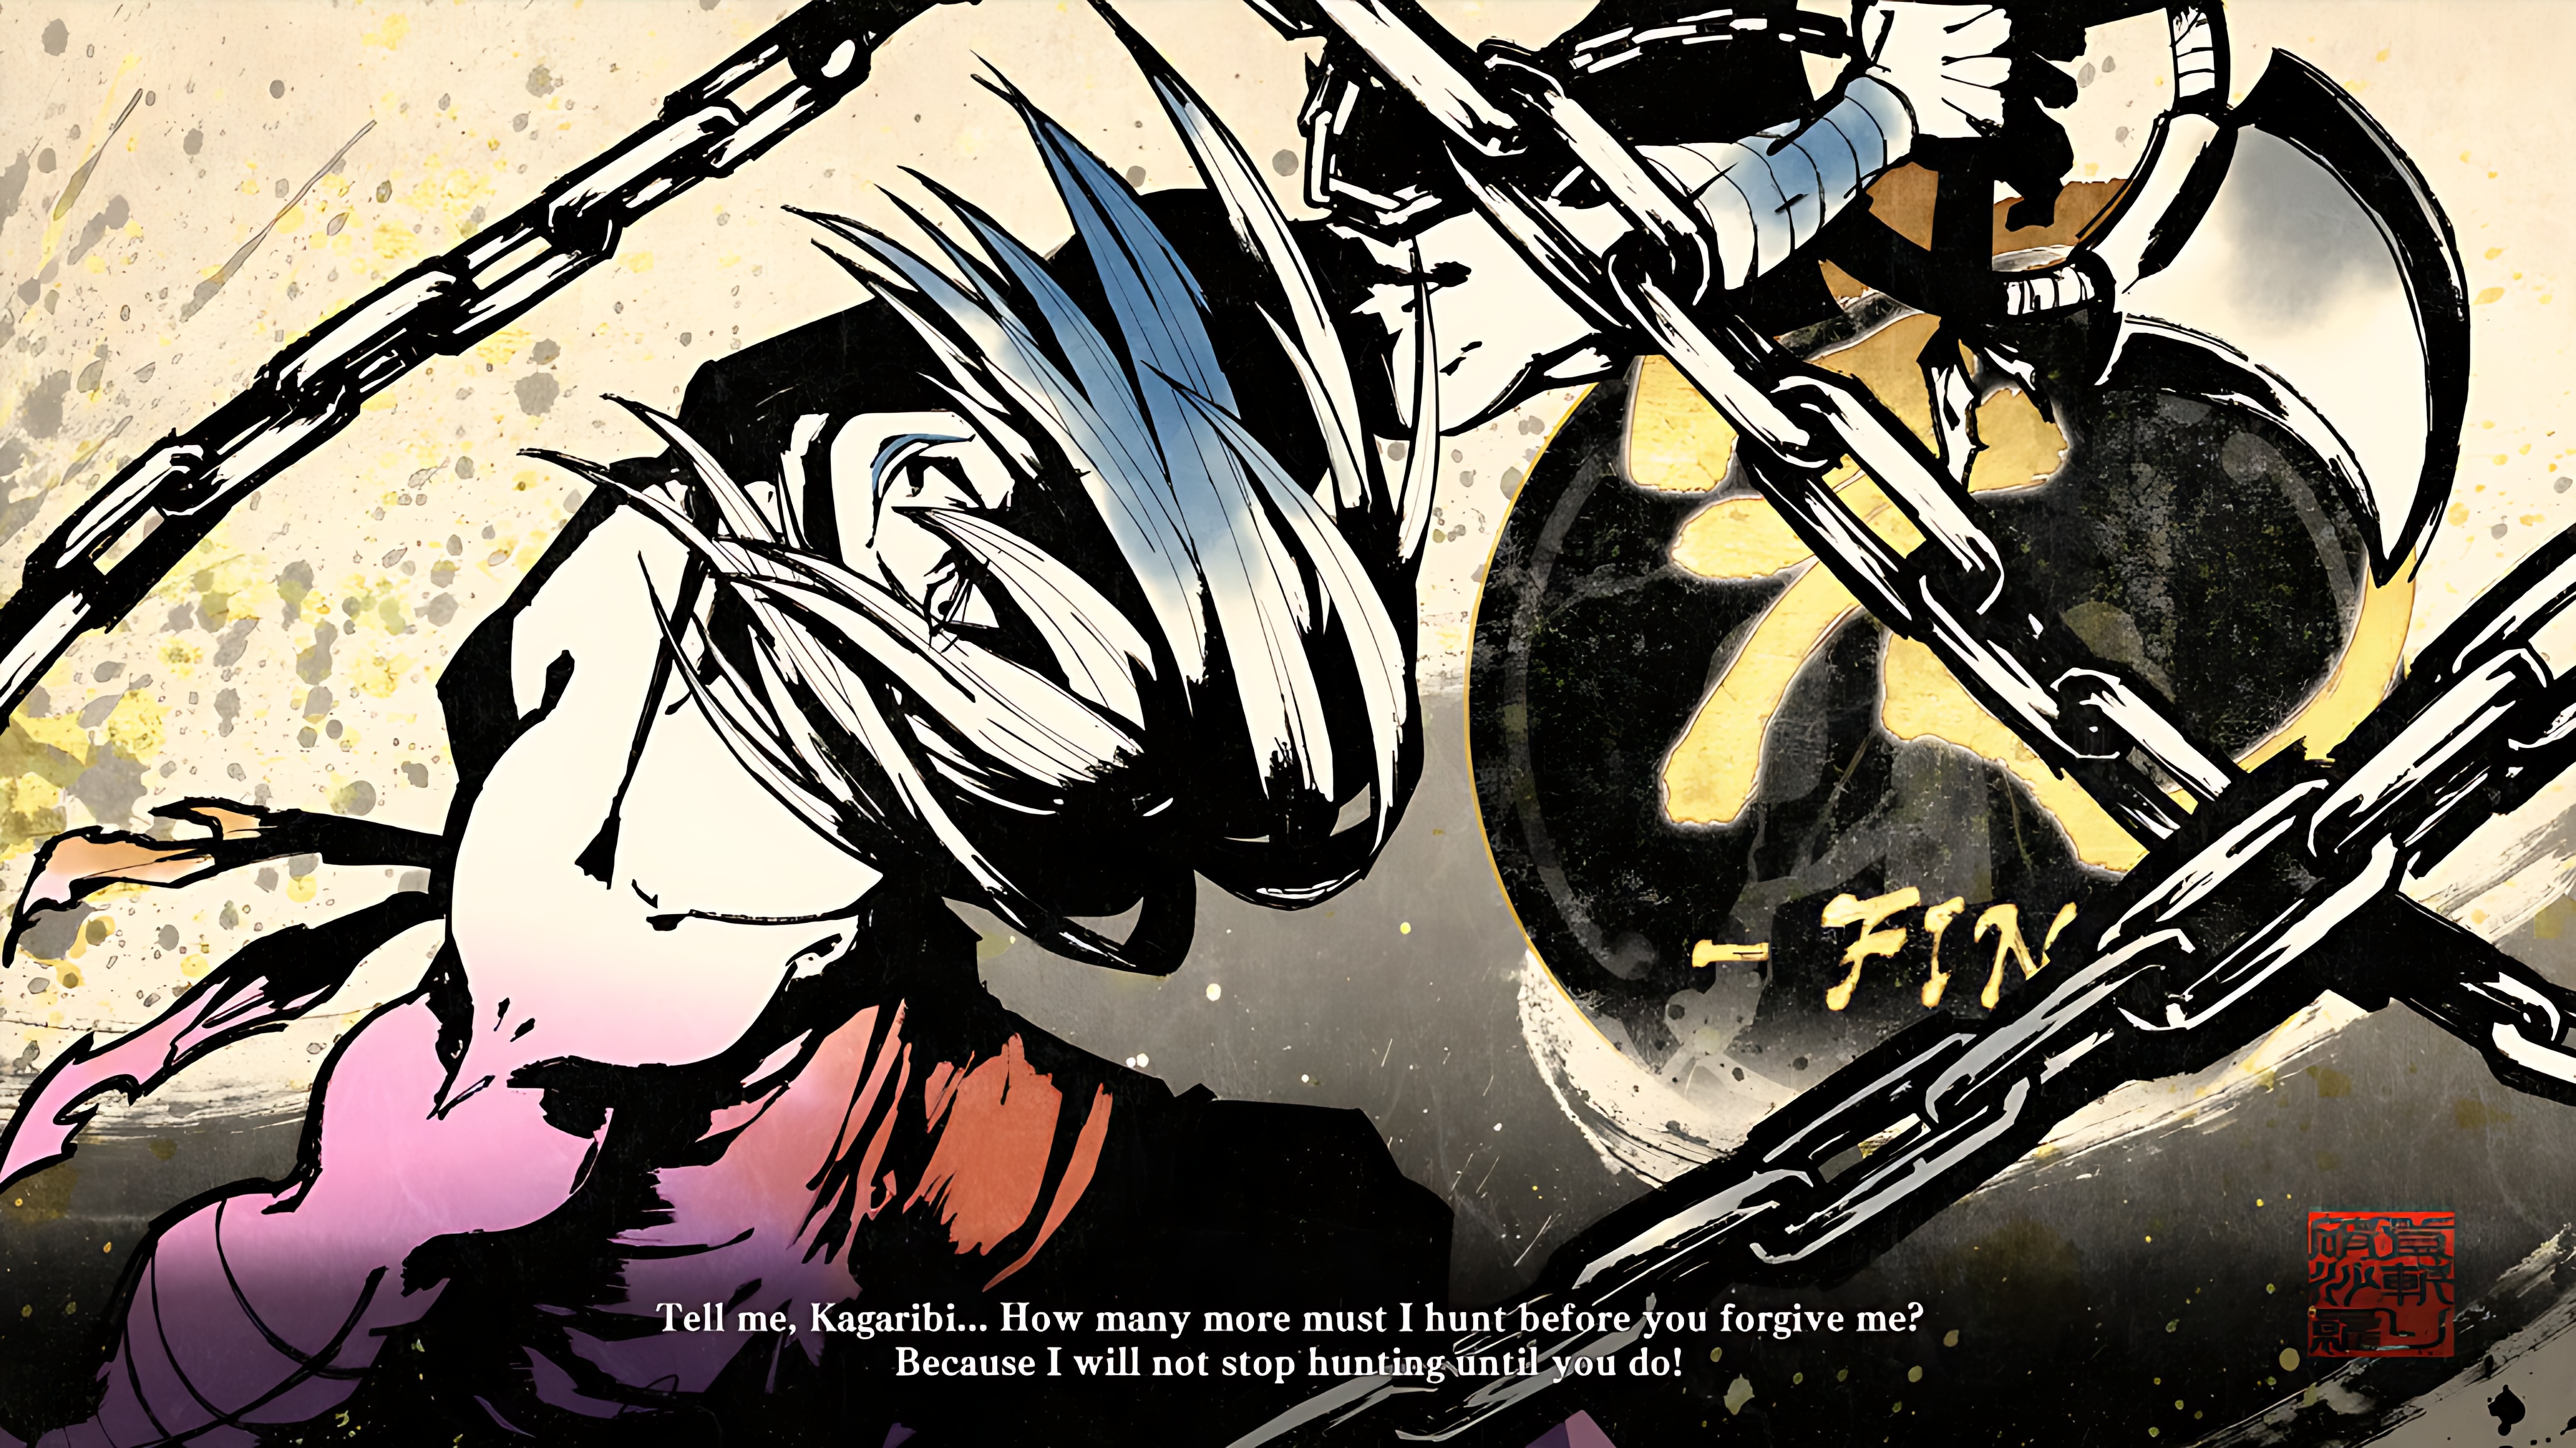 - FIN
Tell me, Kagaribi... How many more must I hunt before you forgive me?
Because I will not stop hunting until you do!